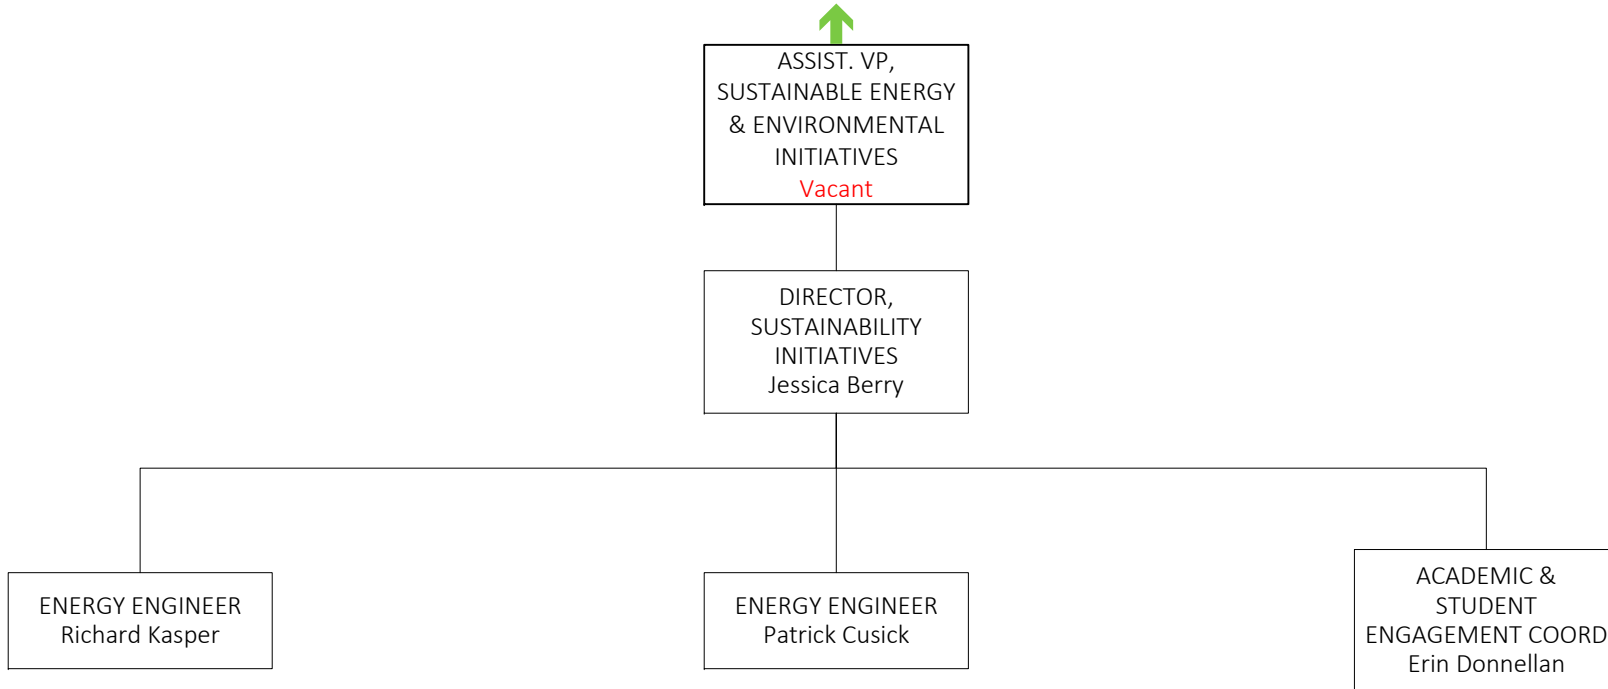 ASSIST. VP,
SUSTAINABLE ENERGY
& ENVIRONMENTAL
INITIATIVES
Vacant
DIRECTOR,
SUSTAINABILITY
INITIATIVES
Jessica Berry
ENERGY ENGINEER
Richard Kasper
ENERGY ENGINEER
Patrick Cusick
ACADEMIC &
STUDENT
ENGAGEMENT COORD
Erin Donnellan